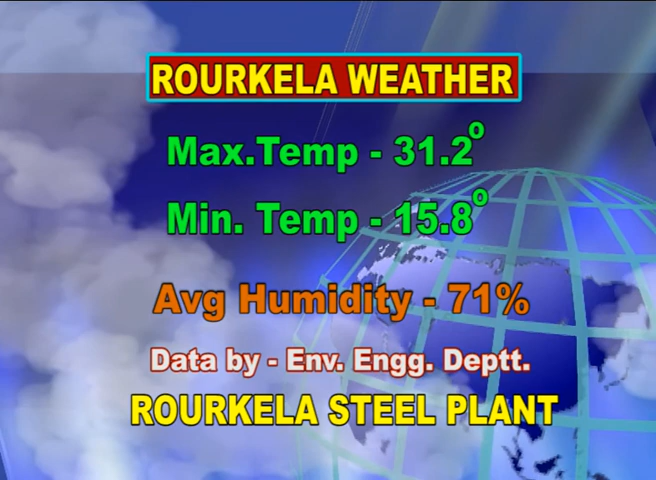 ROURKELA WEATHER
Max.Temp - 31.2°
Min. Temp - 15.8°
Avg Humidity - 71%
Data by - Env. Engg. Deptt.
ROURKELA STEEL PLANT